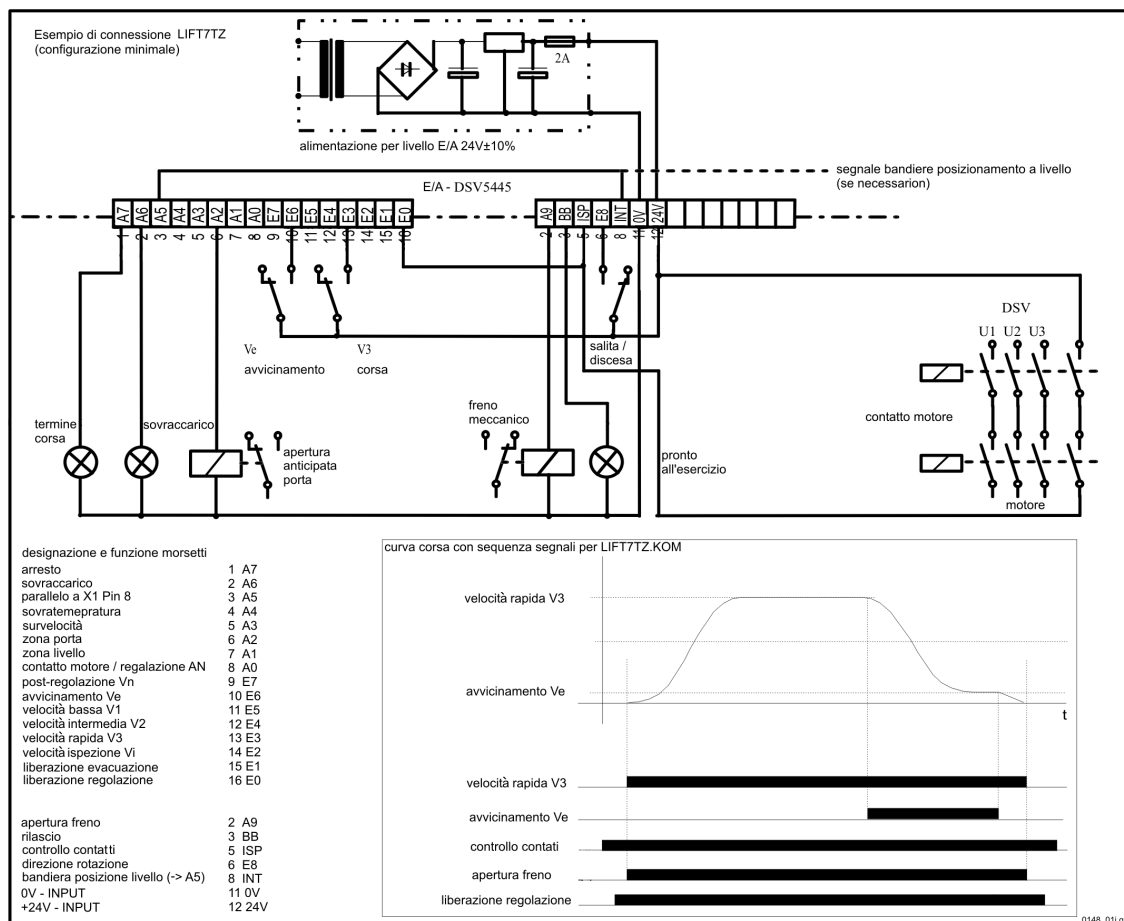 Esempio di connessione LIFT7TZ
(configurazione minimale)
2A
alimentazione per livello E/A 24V±10%
segnale bandiere posizionamento a livello
(se necessarion)
E/A - DSV5445
A7 A6 A5 A4 A3 A2 A1 A0 E7 E6 E5 E4 E3 E2 E1 E0
1 2 3 4 5 6 7 8 9 10 11 12 13 14 15 16
A9 BB ISP E8 INT 0V 24V
2 3 5 6 8 11 12
DSV
U1 U2 U3
Ve
avvicinamento
V3
corsa
salita /
discesa
contatto motore
termine
corsa
sovraccarico
apertura
anticipata
porta
freno
meccanico
pronto
all'esercizio
motore
designazione e funzione morsetti
arresto 1 A7
sovraccarico 2 A6
parallelo a X1 Pin 8 3 A5
sovratemepratura 4 A4
survelocità 5 A3
zona porta 6 A2
zona livello 7 A1
contatto motore / regalazione AN 8 A0
post-regolazione Vn 9 E7
avvicinamento Ve 10 E6
velocità bassa V1 11 E5
velocità intermedia V2 12 E4
velocità rapida V3 13 E3
velocità ispezione Vi 14 E2
liberazione evacuazione 15 E1
liberazione regolazione 16 E0
apertura freno 2 A9
rilascio 3 BB
controllo contatti 5 ISP
direzione rotazione 6 E8
bandiera posizione livello (-> A5) 8 INT
0V - INPUT 11 0V
+24V - INPUT 12 24V
curva corsa con sequenza segnali per LIFT7TZ.KOM
velocità rapida V3
avvicinamento Ve
t
velocità rapida V3
avvicinamento Ve
controllo contati
apertura freno
liberazione regolazione